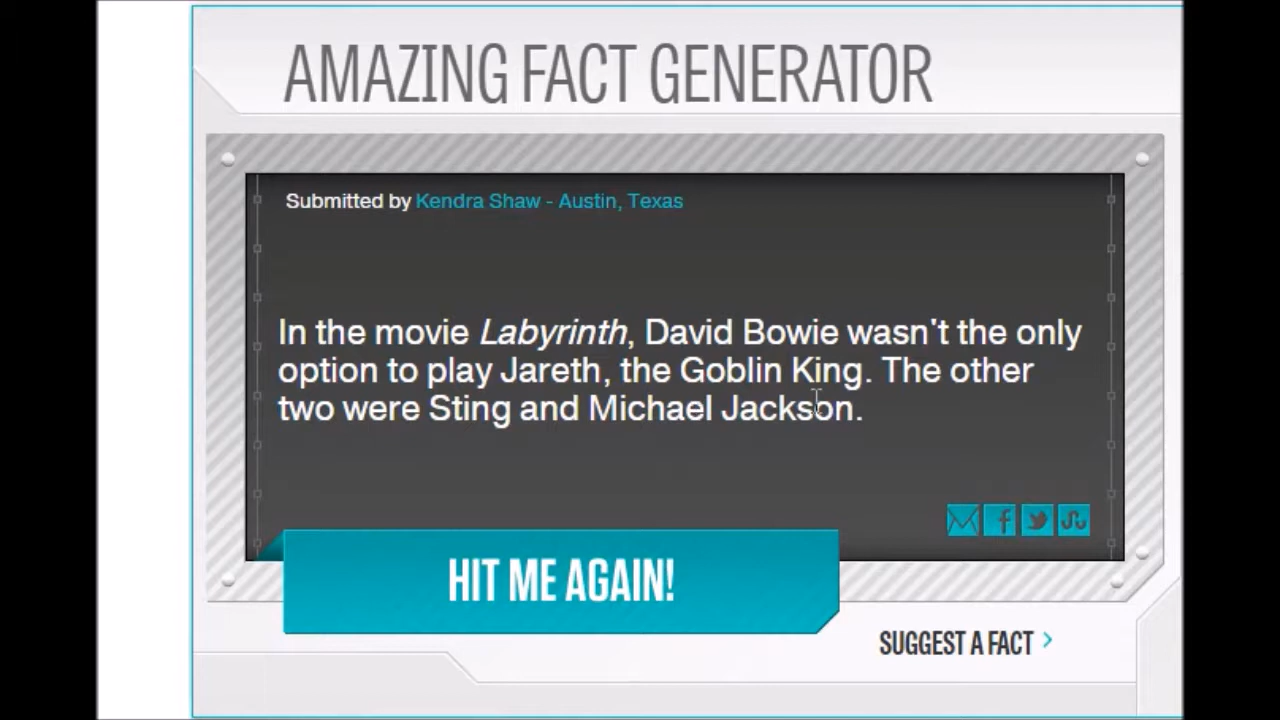 AMAZING FACT GENERATOR
Submitted by Kendra Shaw - Austin, Texas
In the movie Labyrinth, David Bowie wasn't the only
option to play Jareth, the Goblin King. The other
two were Sting and Michael Jackson.
HIT ME AGAIN!
SUGGEST A FACT >